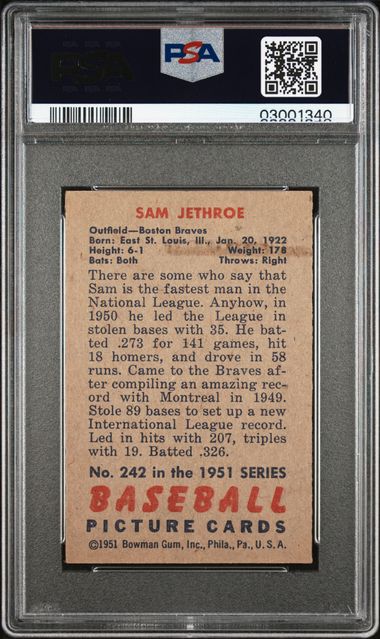 PSA
PSA
03001340
SAM JETHROE
Outfield—Boston Braves
Born: East St. Louis, Ill., Jan. 20, 1922
Height: 6-1 Weight: 178
Bats: Both Throws: Right
There are some who say that
Sam is the fastest man in the
National League. Anyhow, in
1950 he led the League in
stolen bases with 35. He bat-
ted .273 for 141 games, hit
18 homers, and drove in 58
runs. Came to the Braves af-
ter compiling an amazing rec-
ord with Montreal in 1949.
Stole 89 bases to set up a new
International League record.
Led in hits with 207, triples
with 19. Batted .326.
No. 242 in the 1951 SERIES
BASEBALL
PICTURE CARDS
©1951 Bowman Gum, Inc., Phila., Pa., U. S. A.